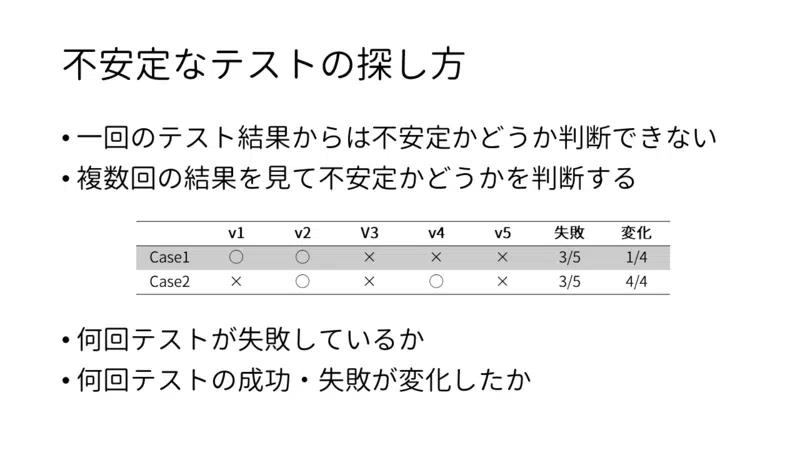 不安定なテストの探し方
• 一回のテスト結果からは不安定かどうか判断できない
• 複数回の結果を見て不安定かどうかを判断する
v1 v2 V3 v4 v5 失敗 変化
Case1 ○ ○ × × × 3/5 1/4
Case2 × ○ × ○ × 3/5 4/4
• 何回テストが失敗しているか
• 何回テストの成功・失敗が変化したか